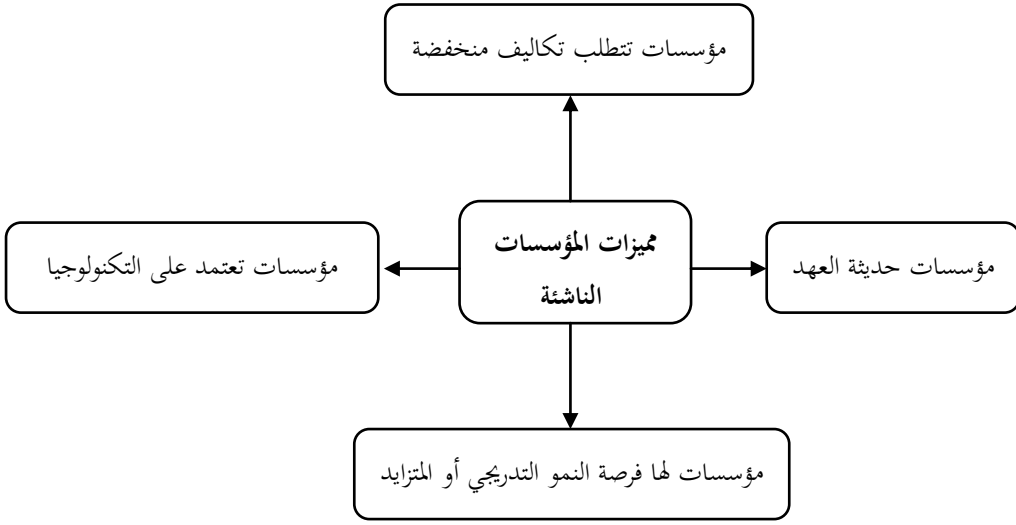 مؤسسات تتطلب تكاليف منخفضة
مميزات المؤسسات
الناشئة
مؤسسات حديثة العهد
مؤسسات تعتمد على التكنولوجيا
مؤسسات لها فرصة النمو التدريجي أو المتزايد